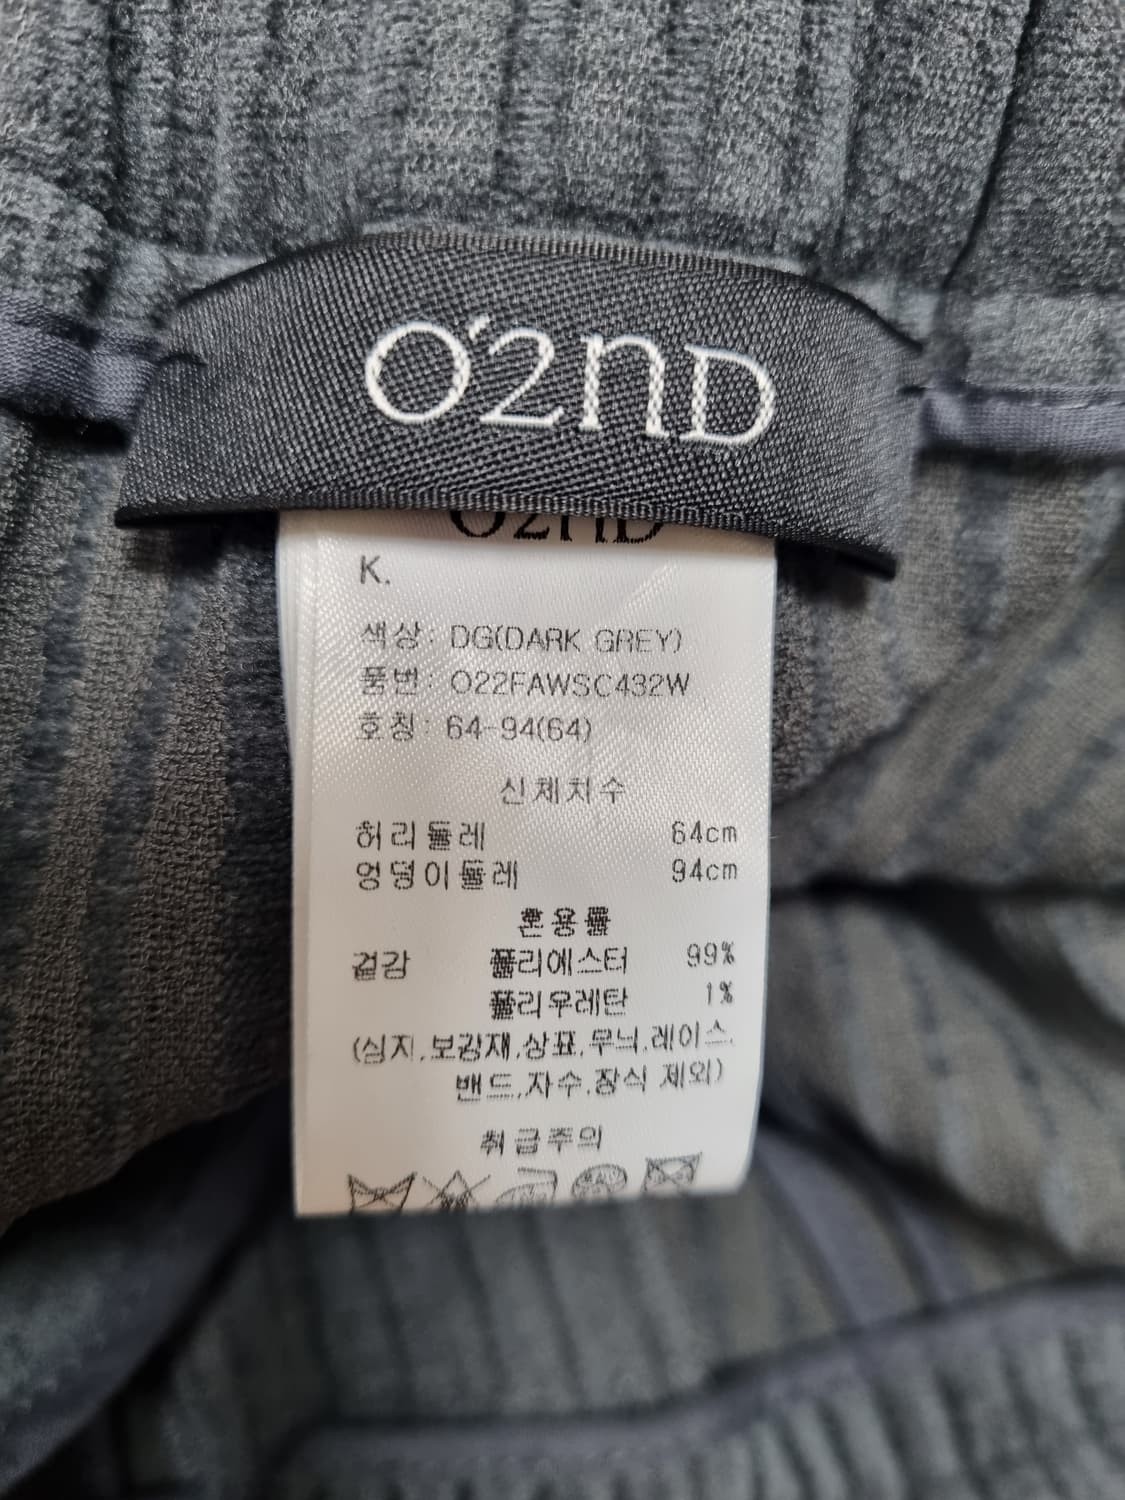 O'2ND
O'2ND
K.
색상: DG(DARK GREY)
품번: O22FAWSC432W
호칭: 64-94(64)
신체치수
허리둘레 64cm
엉덩이둘레 94cm
혼용률
겉감 폴리에스터 99%
폴리우레탄 1%
(심지,보강재,상표,무늬,레이스,
밴드,자수,장식 제외)
취급주의